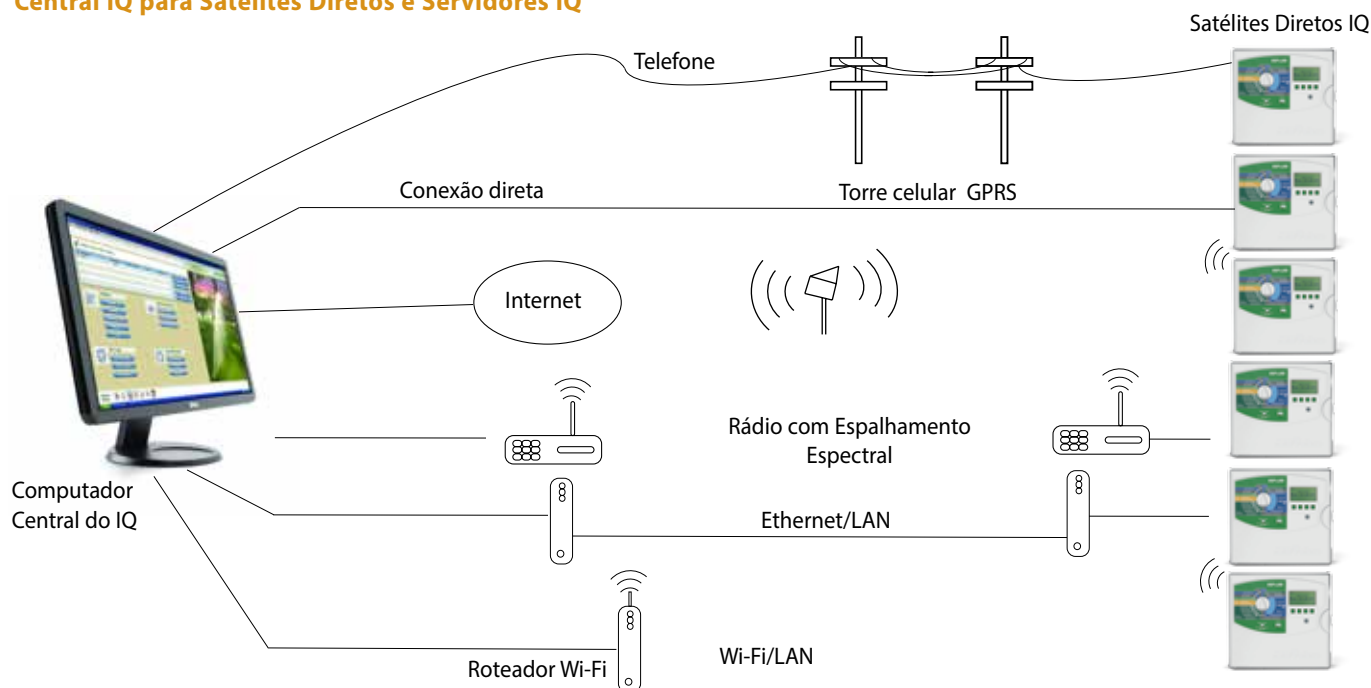 Central IQ para Satélites Diretos e Servidores IQ
Satélites Diretos IQ
Telefone
Conexão direta
Torre celular GPRS
Internet
Rádio com Espalhamento
Espectral
Computador
Central do IQ
Ethernet/LAN
Roteador Wi-Fi
Wi-Fi/LAN